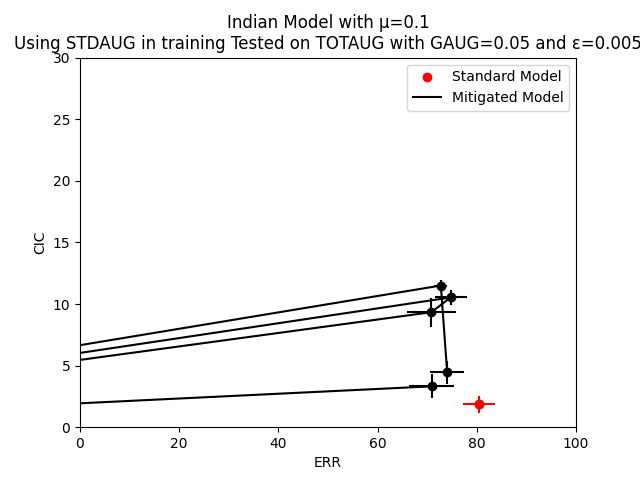 Indian Model with μ=0.1
Using STDAUG in training Tested on TOTAUG with GAUG=0.05 and ε=0.005
30
25
20
15
10
5
0
CIC
Standard Model
Mitigated Model
0 20 40 60 80 100
ERR